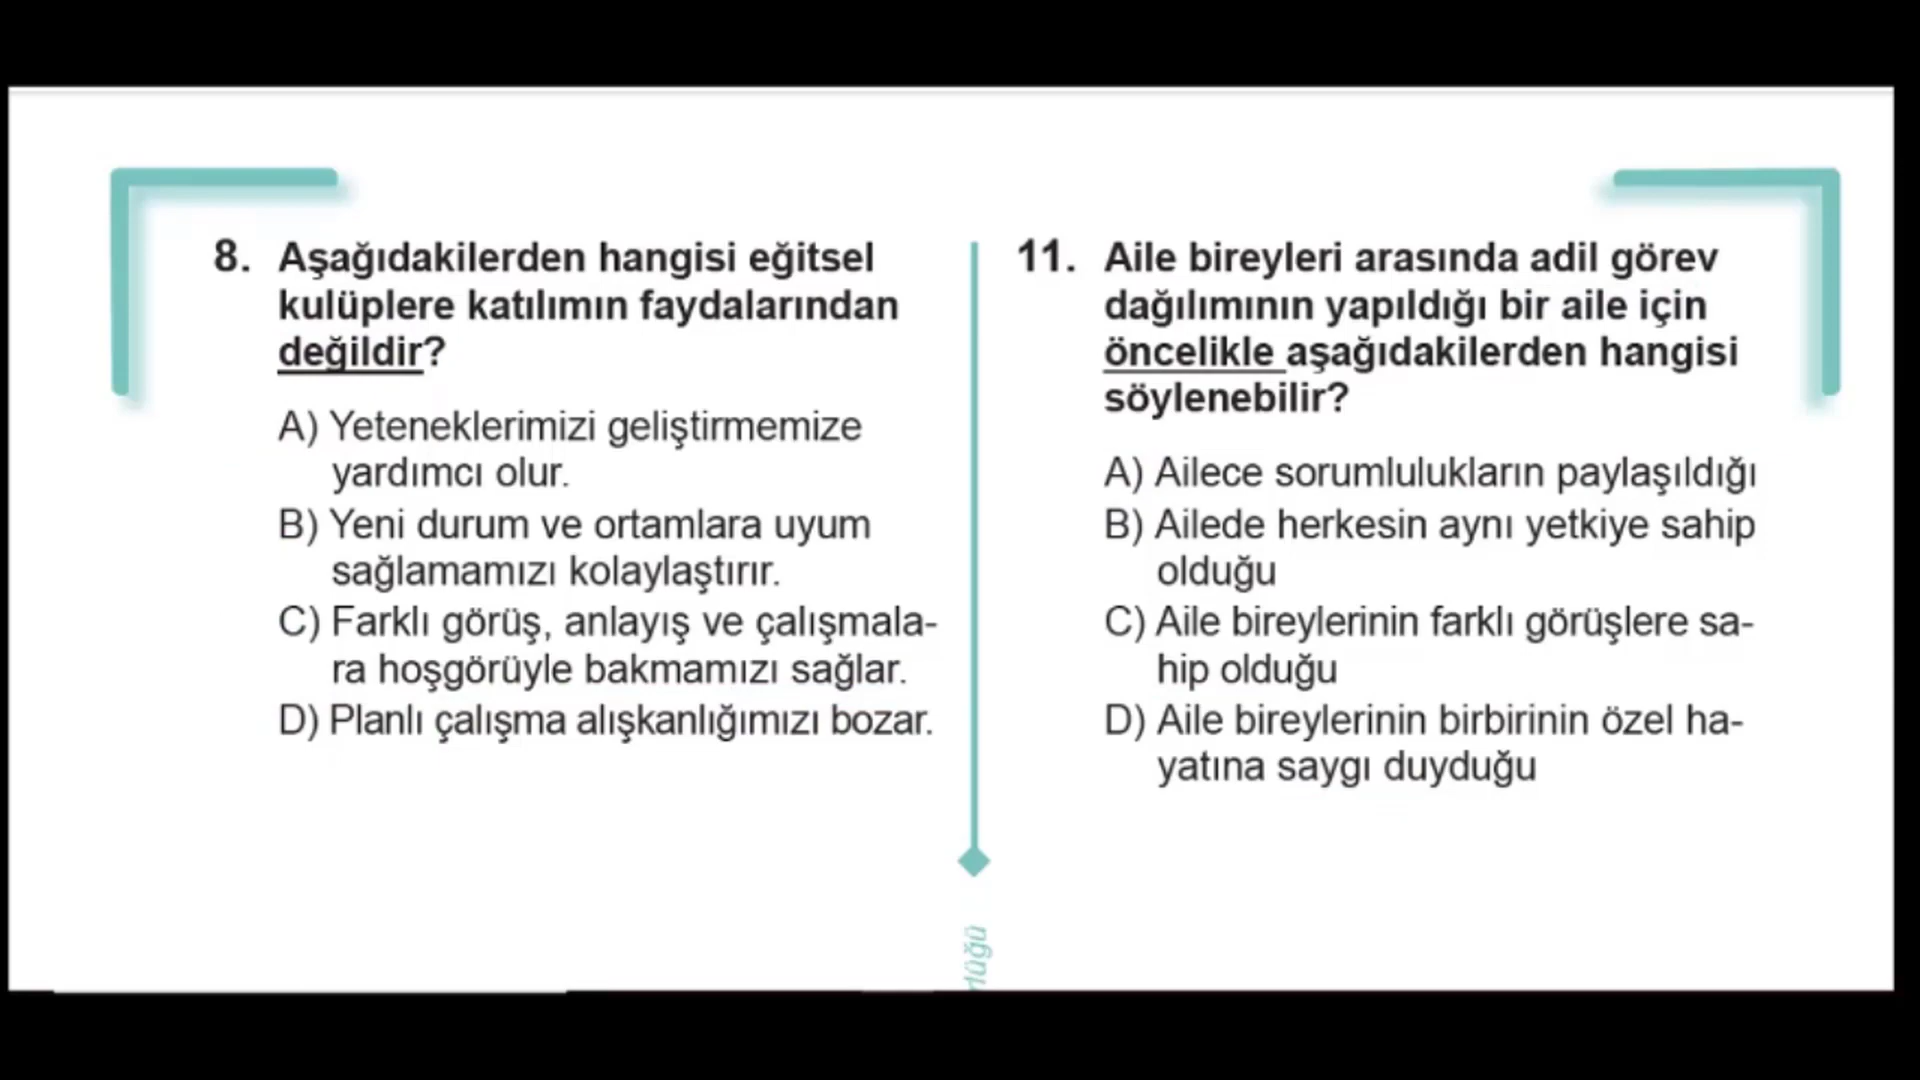 8. Aşağıdakilerden hangisi eğitsel
kulüplere katılımın faydalarından
değildir?
A) Yeteneklerimizi geliştirmemize
yardımcı olur.
B) Yeni durum ve ortamlara uyum
sağlamamızı kolaylaştırır.
C) Farklı görüş, anlayış ve çalışmala-
ra hoşgörüyle bakmamızı sağlar.
D) Planlı çalışma alışkanlığımızı bozar.
11. Aile bireyleri arasında adil görev
dağılımının yapıldığı bir aile için
öncelikle aşağıdakilerden hangisi
söylenebilir?
A) Ailece sorumlulukların paylaşıldığı
B) Ailede herkesin aynı yetkiye sahip
olduğu
C) Aile bireylerinin farklı görüşlere sa-
hip olduğu
D) Aile bireylerinin birbirinin özel ha-
yatına saygı duyduğu